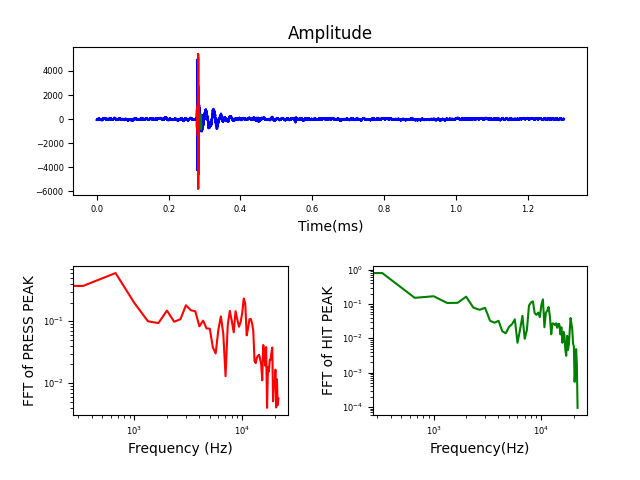 Amplitude
4000
2000
0
−2000
−4000
−6000
0.0 0.2 0.4 0.6 0.8 1.0 1.2
Time(ms)
FFT of PRESS PEAK
10⁻¹
10⁻²
10³ 10⁴
Frequency (Hz)
FFT of HIT PEAK
10⁰
10⁻¹
10⁻²
10⁻³
10⁻⁴
10³ 10⁴
Frequency(Hz)